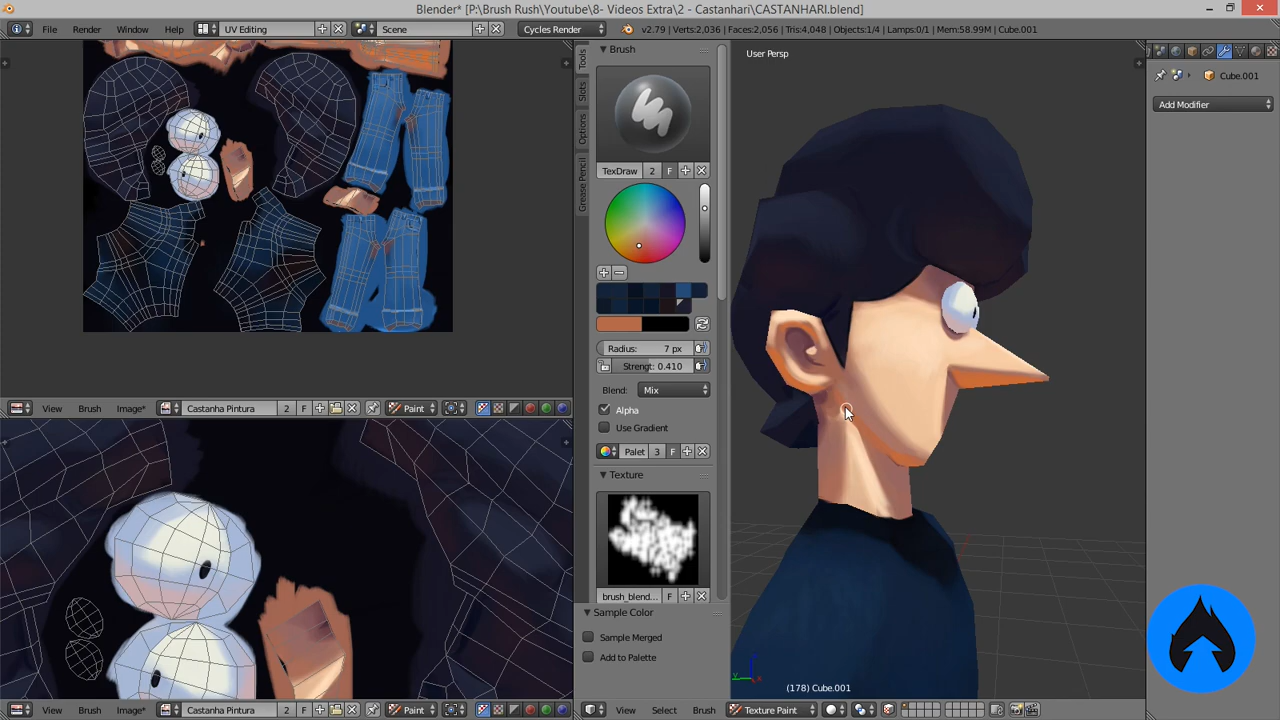 Blender* [P:\Brush Rush\Youtube\8- Videos Extra\2 - Castanhari\CASTANHARI.blend]
File Render Window Help UV Editing Scene Cycles Render v2.79 | Verts:2,036 | Faces:2,056 | Tris:4,048 | Objects:1/4 | Lamps:0/1 | Mem:58.99M | Cube.001
Brush
User Persp
Tools
Slots
Options
Grease Pencil
Cube.001
Add Modifier
TexDraw 2 F
Radius: 7 px
Strengt: 0.410
Blend: Mix
Alpha
Use Gradient
Palet 3 F
Texture
brush_blend... F
Sample Color
Sample Merged
Add to Palette
View Brush Image* Castanha Pintura 2 F Paint
(178) Cube.001
View Brush Image* Castanha Pintura 2 F Paint
View Select Brush Texture Paint